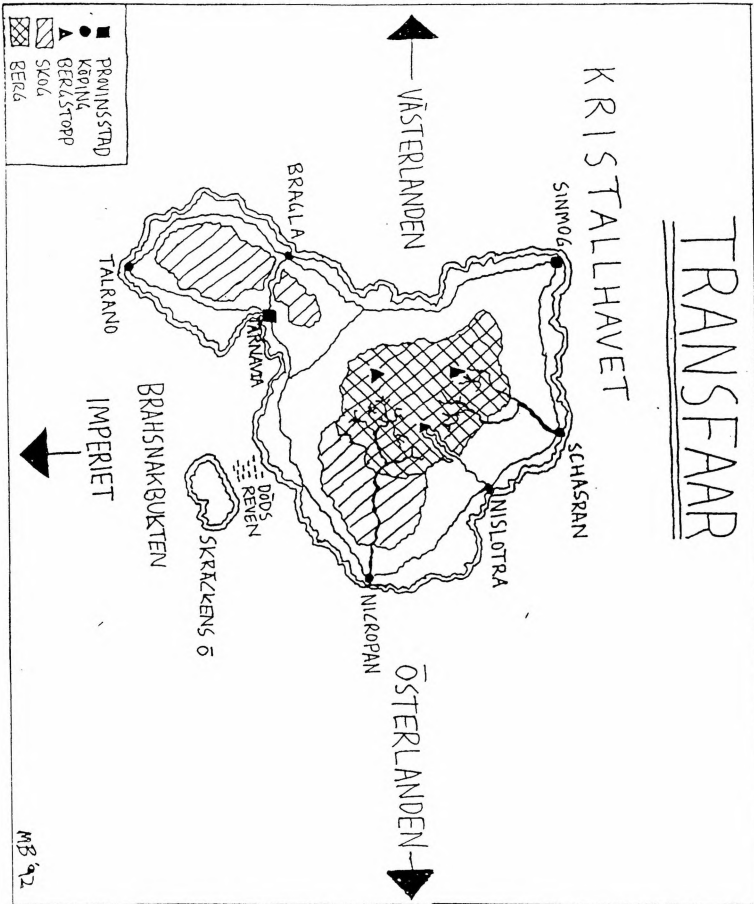 TRANSFAAR
KRISTALLHAVET
SINMOG
SCHASRAN
NISLOTRA
VÄSTERLANDEN
ÖSTERLANDEN
BRAGLA
NICROPAN
TARNAVIA
TALRANO
DÖDS
REVEN
SKRÄCKENS Ö
BRAHSNAKBUKTEN
IMPERIET
PROVINSSTAD
KÖPING
BERGSTOPP
SKOG
BERG
MB '92